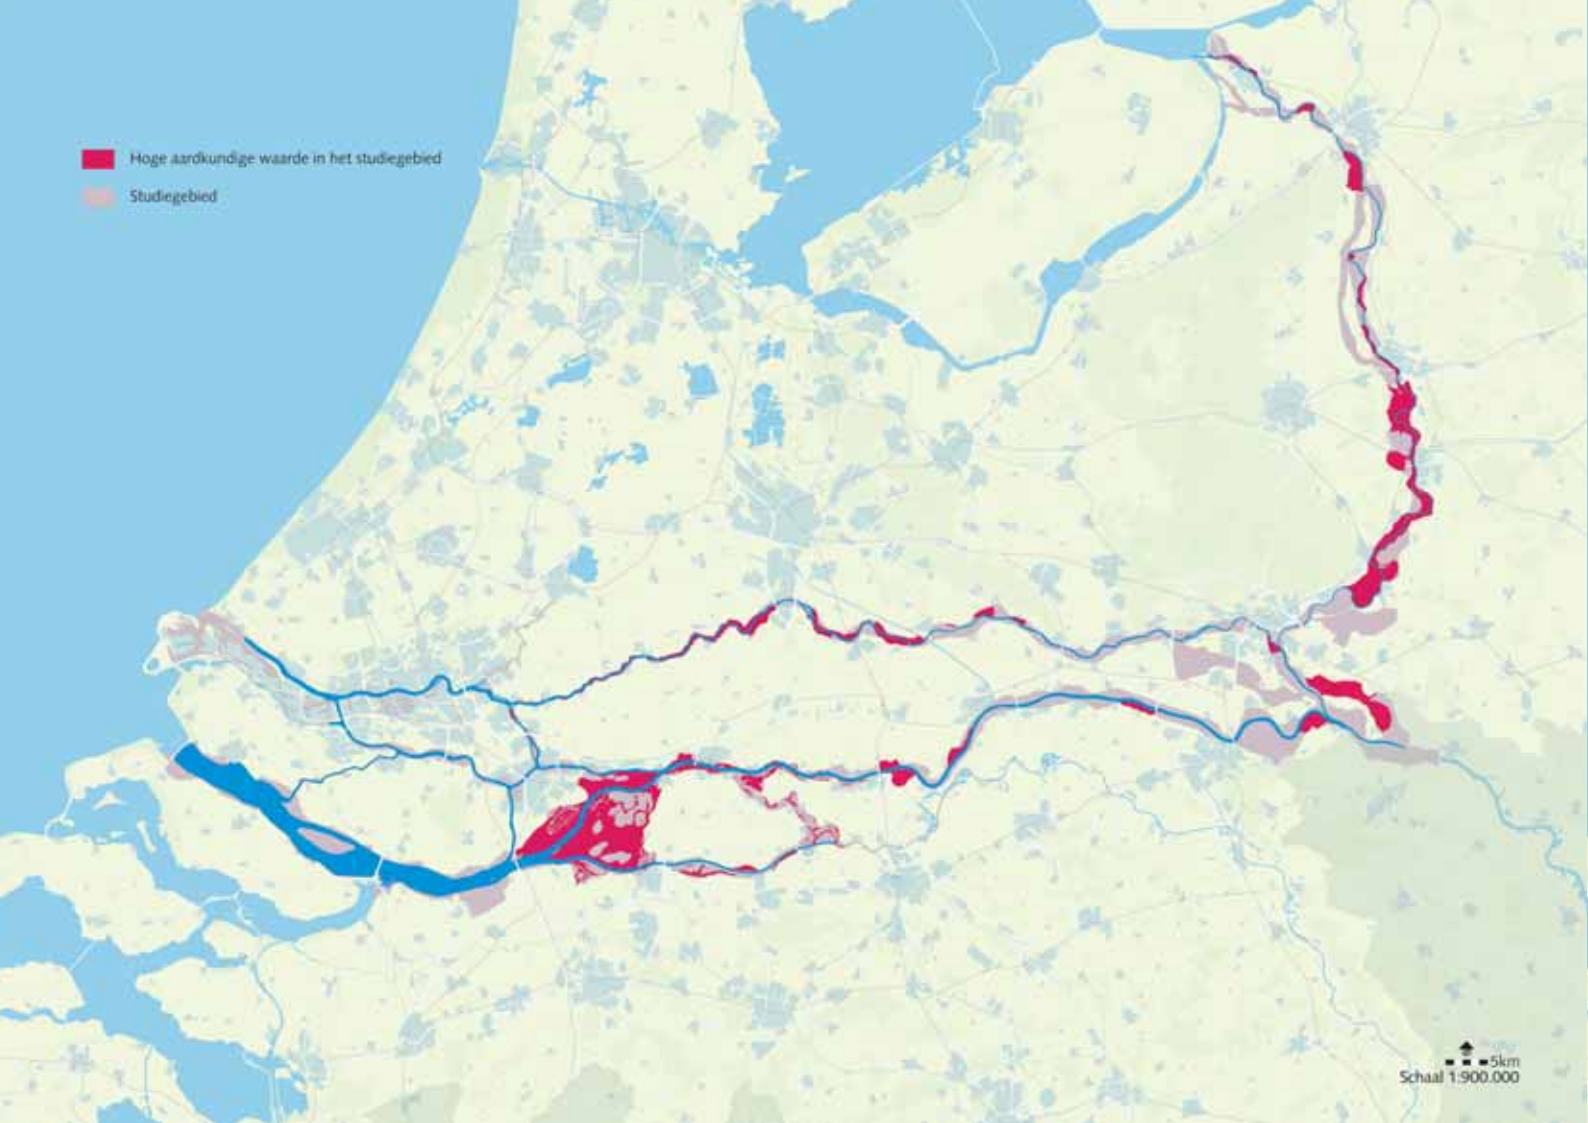 Hoge aardkundige waarde in het studiegebied
Studiegebied
5km
Schaal 1:900.000